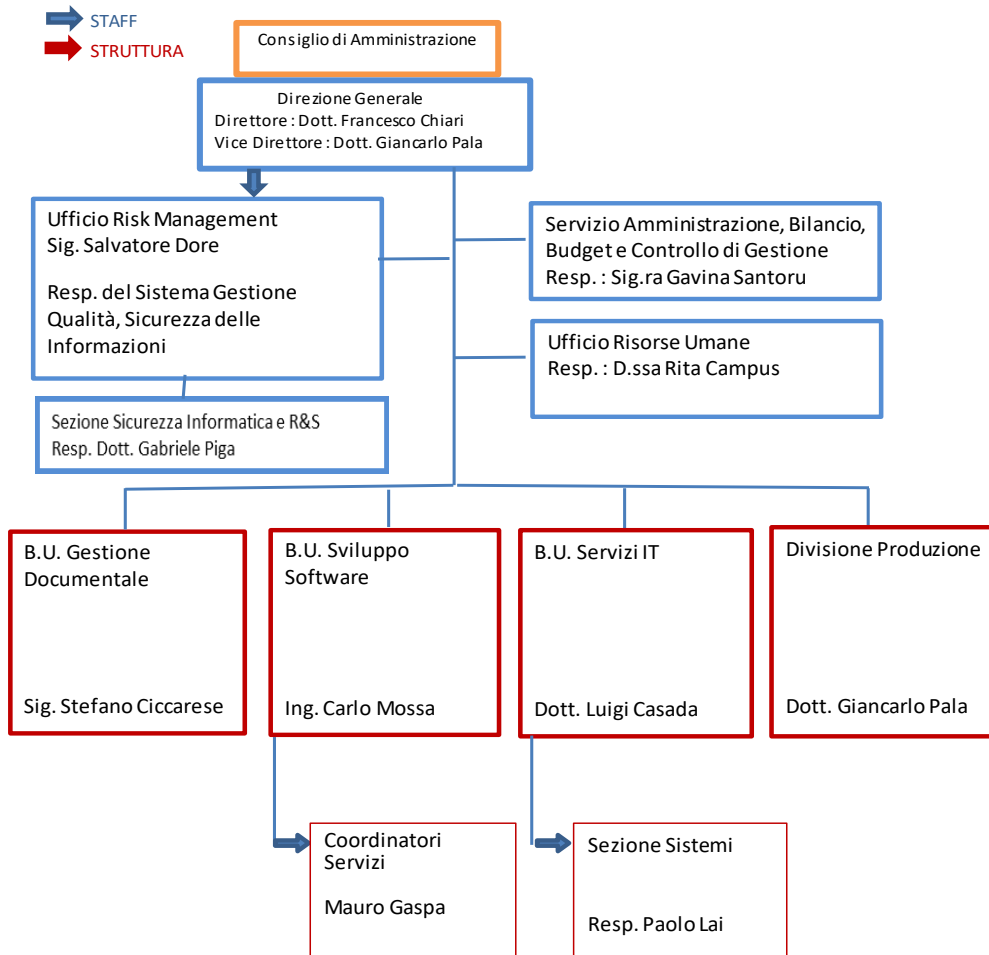 STAFF
STRUTTURA
Consiglio di Amministrazione
Direzione Generale
Direttore : Dott. Francesco Chiari
Vice Direttore : Dott. Giancarlo Pala
Ufficio Risk Management
Sig. Salvatore Dore
Resp. del Sistema Gestione
Qualità, Sicurezza delle
Informazioni
Servizio Amministrazione, Bilancio,
Budget e Controllo di Gestione
Resp. : Sig.ra Gavina Santoru
Ufficio Risorse Umane
Resp. : D.ssa Rita Campus
Sezione Sicurezza Informatica e R&S
Resp. Dott. Gabriele Piga
B.U. Gestione
Documentale
Sig. Stefano Ciccarese
B.U. Sviluppo
Software
Ing. Carlo Mossa
B.U. Servizi IT
Dott. Luigi Casada
Divisione Produzione
Dott. Giancarlo Pala
Coordinatori
Servizi
Mauro Gaspa
Sezione Sistemi
Resp. Paolo Lai